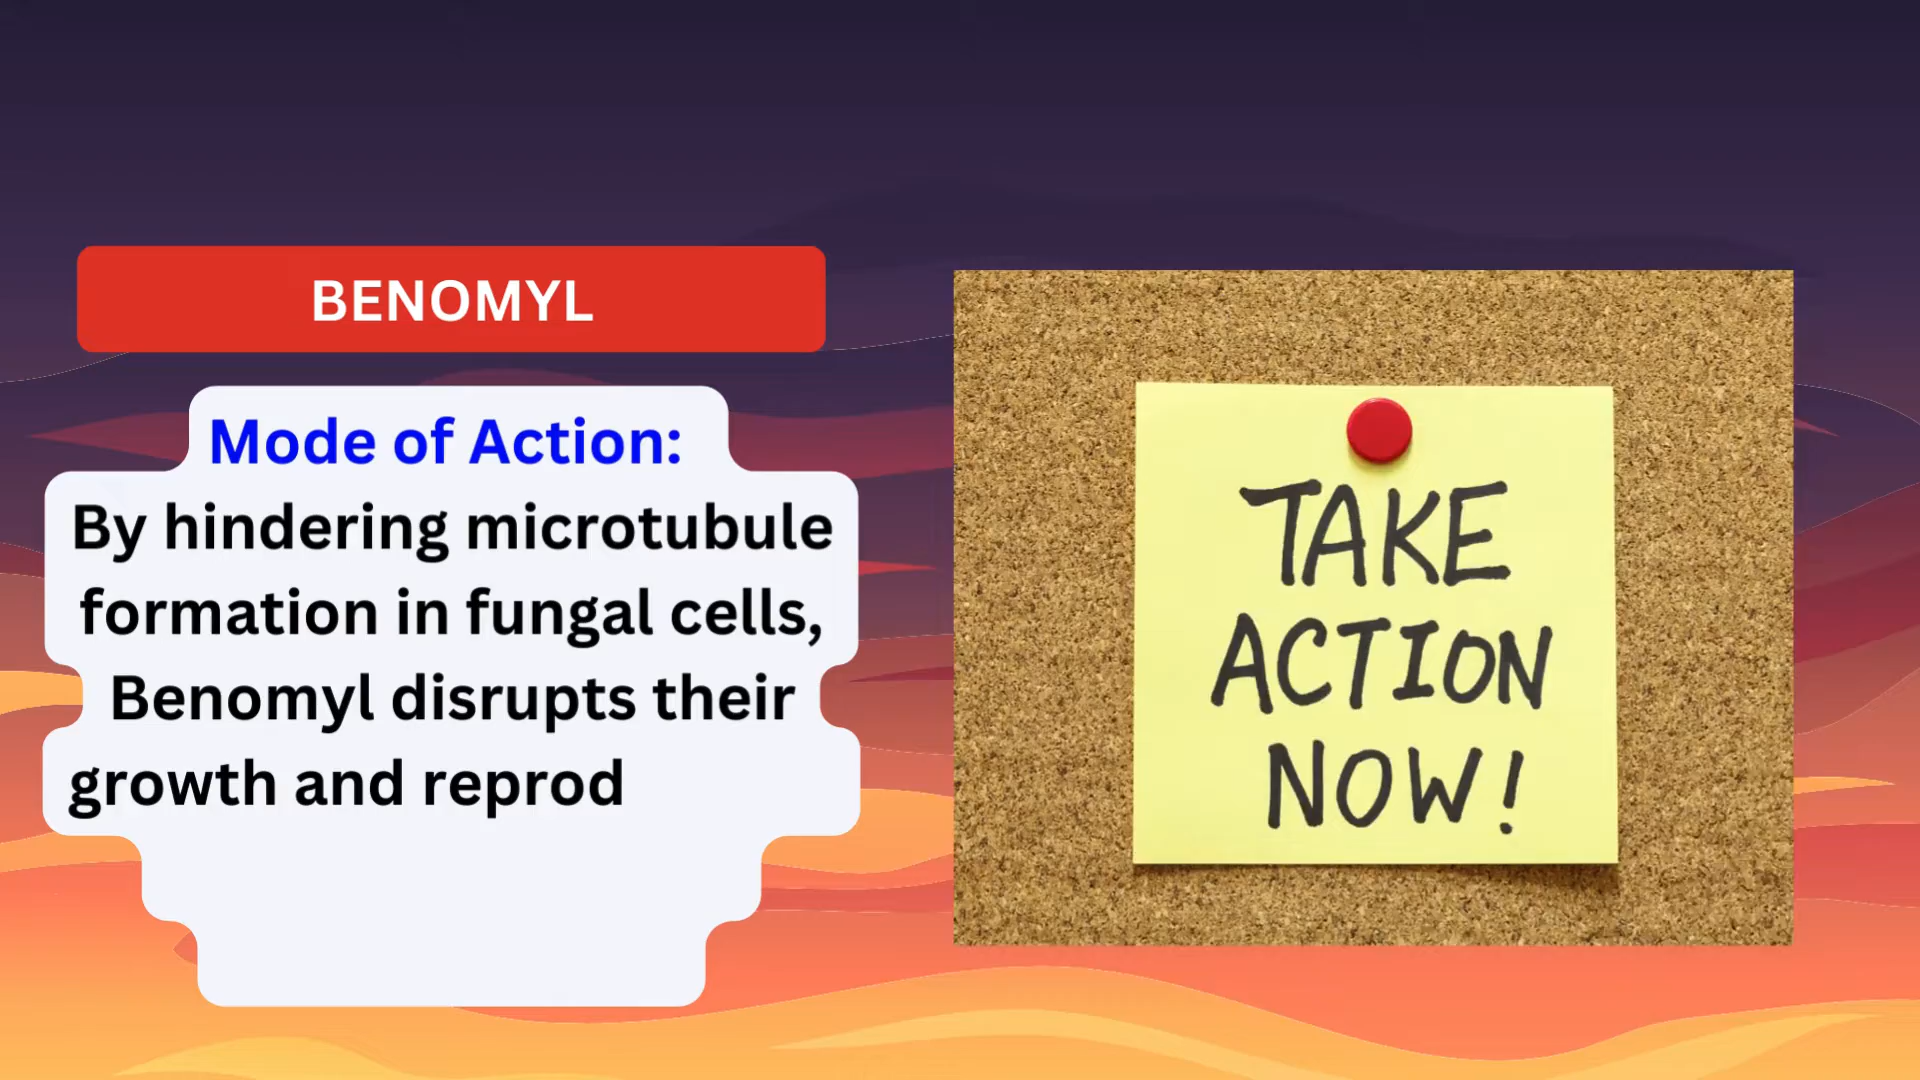 BENOMYL
Mode of Action:
By hindering microtubule
formation in fungal cells,
Benomyl disrupts their
growth and reprod
TAKE
ACTION
NOW!